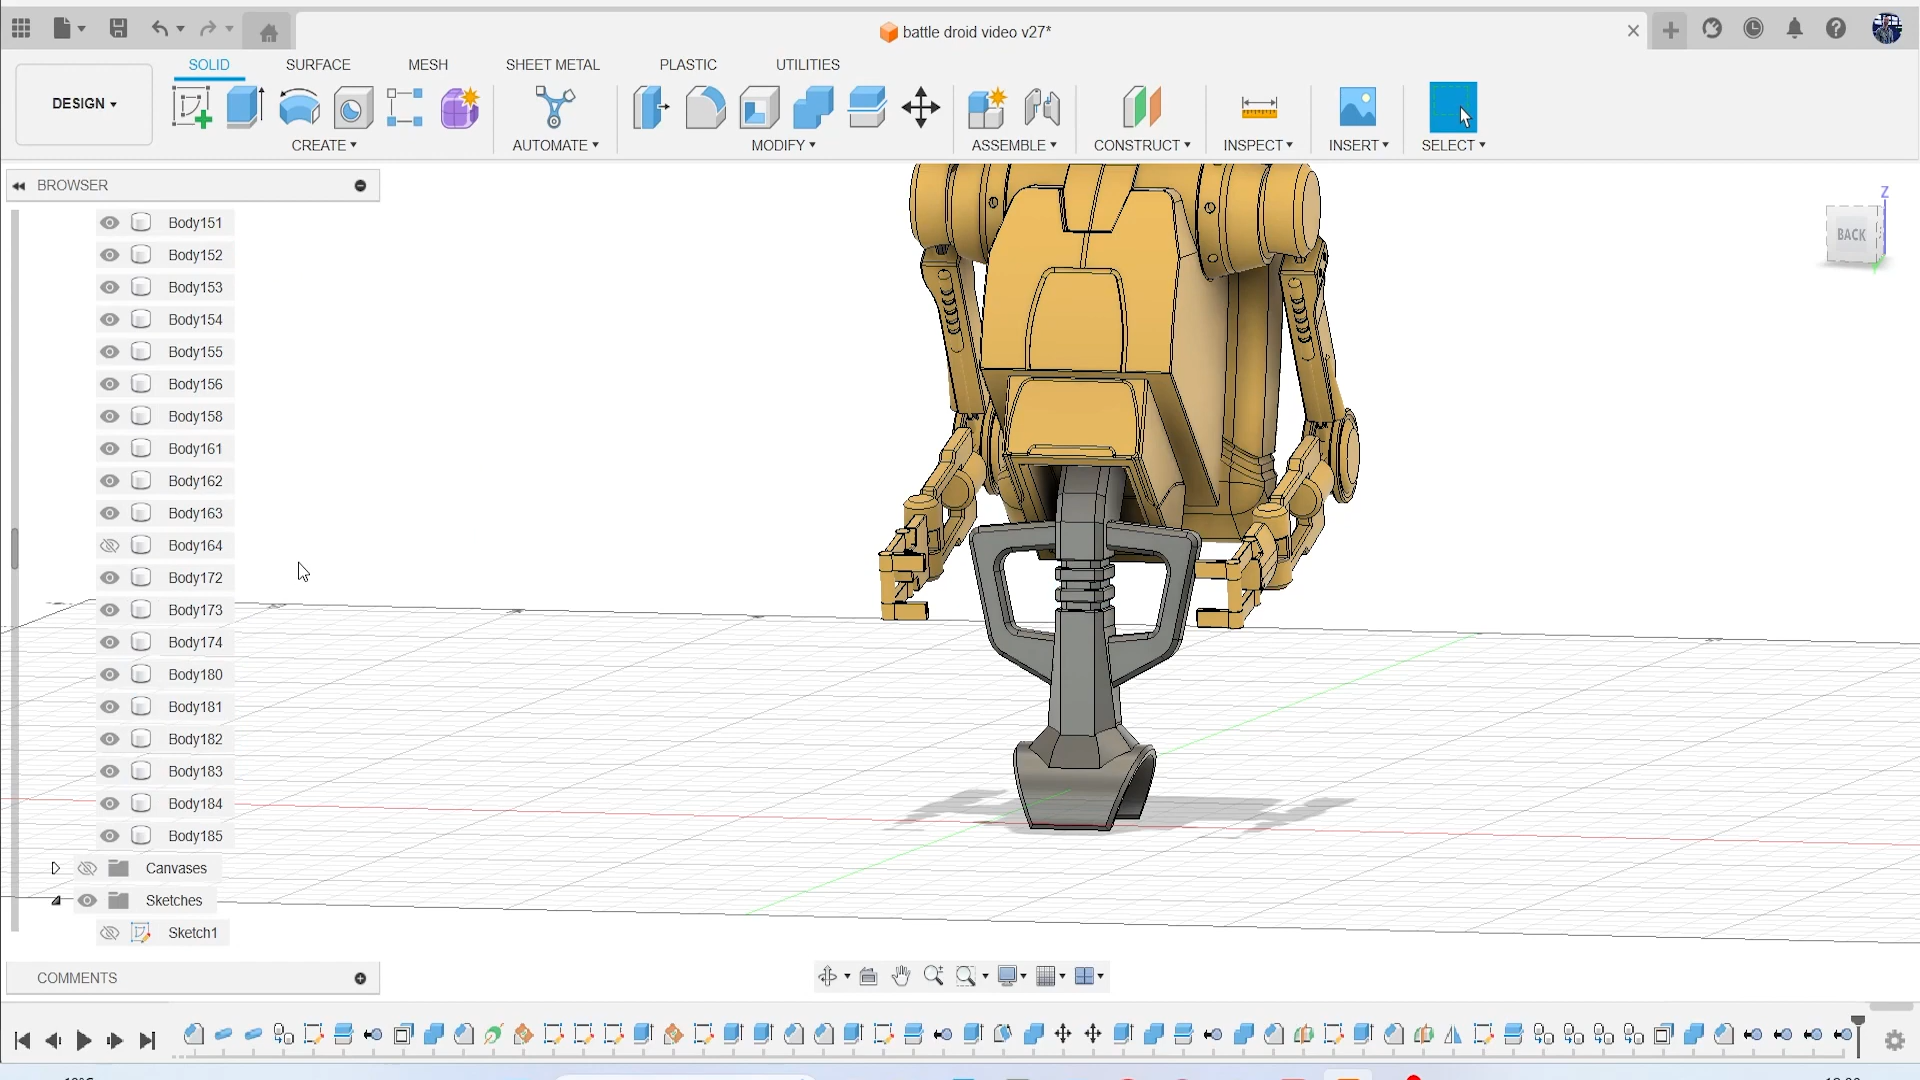 battle droid video v27*
SOLID SURFACE MESH SHEET METAL PLASTIC UTILITIES
DESIGN
CREATE AUTOMATE MODIFY ASSEMBLE CONSTRUCT INSPECT INSERT SELECT
BROWSER
Z
BACK
Body151
Body152
Body153
Body154
Body155
Body156
Body158
Body161
Body162
Body163
Body164
Body172
Body173
Body174
Body180
Body181
Body182
Body183
Body184
Body185
Canvases
Sketches
Sketch1
COMMENTS